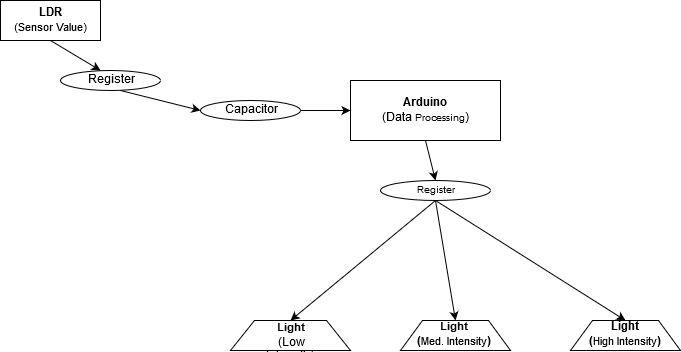 LDR
(Sensor Value)
Register
Capacitor
Arduino
(Data Processing)
Register
Light
(Low
Light
(Med. Intensity)
Light
(High Intensity)